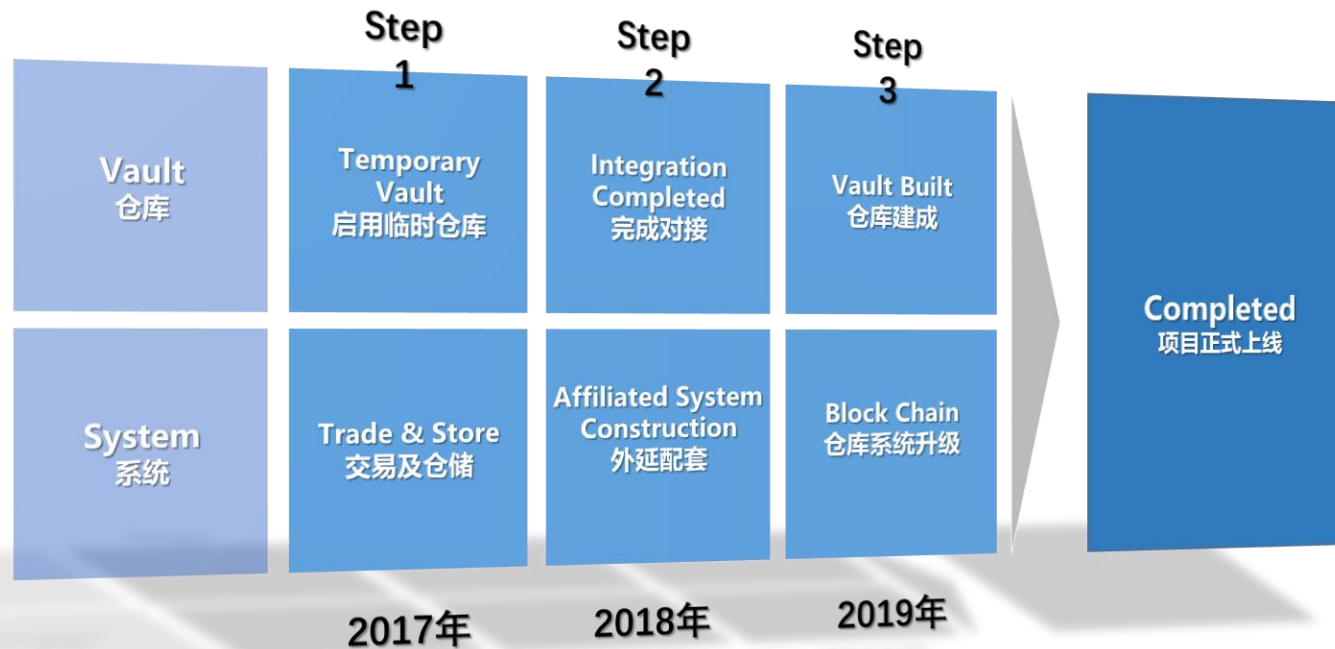 Step
1
Step
2
Step
3
Vault
仓库
Temporary
Vault
启用临时仓库
Integration
Completed
完成对接
Vault Built
仓库建成
Completed
项目正式上线
System
系统
Trade & Store
交易及仓储
Affiliated System
Construction
外延配套
Block Chain
仓库系统升级
2017年
2018年
2019年